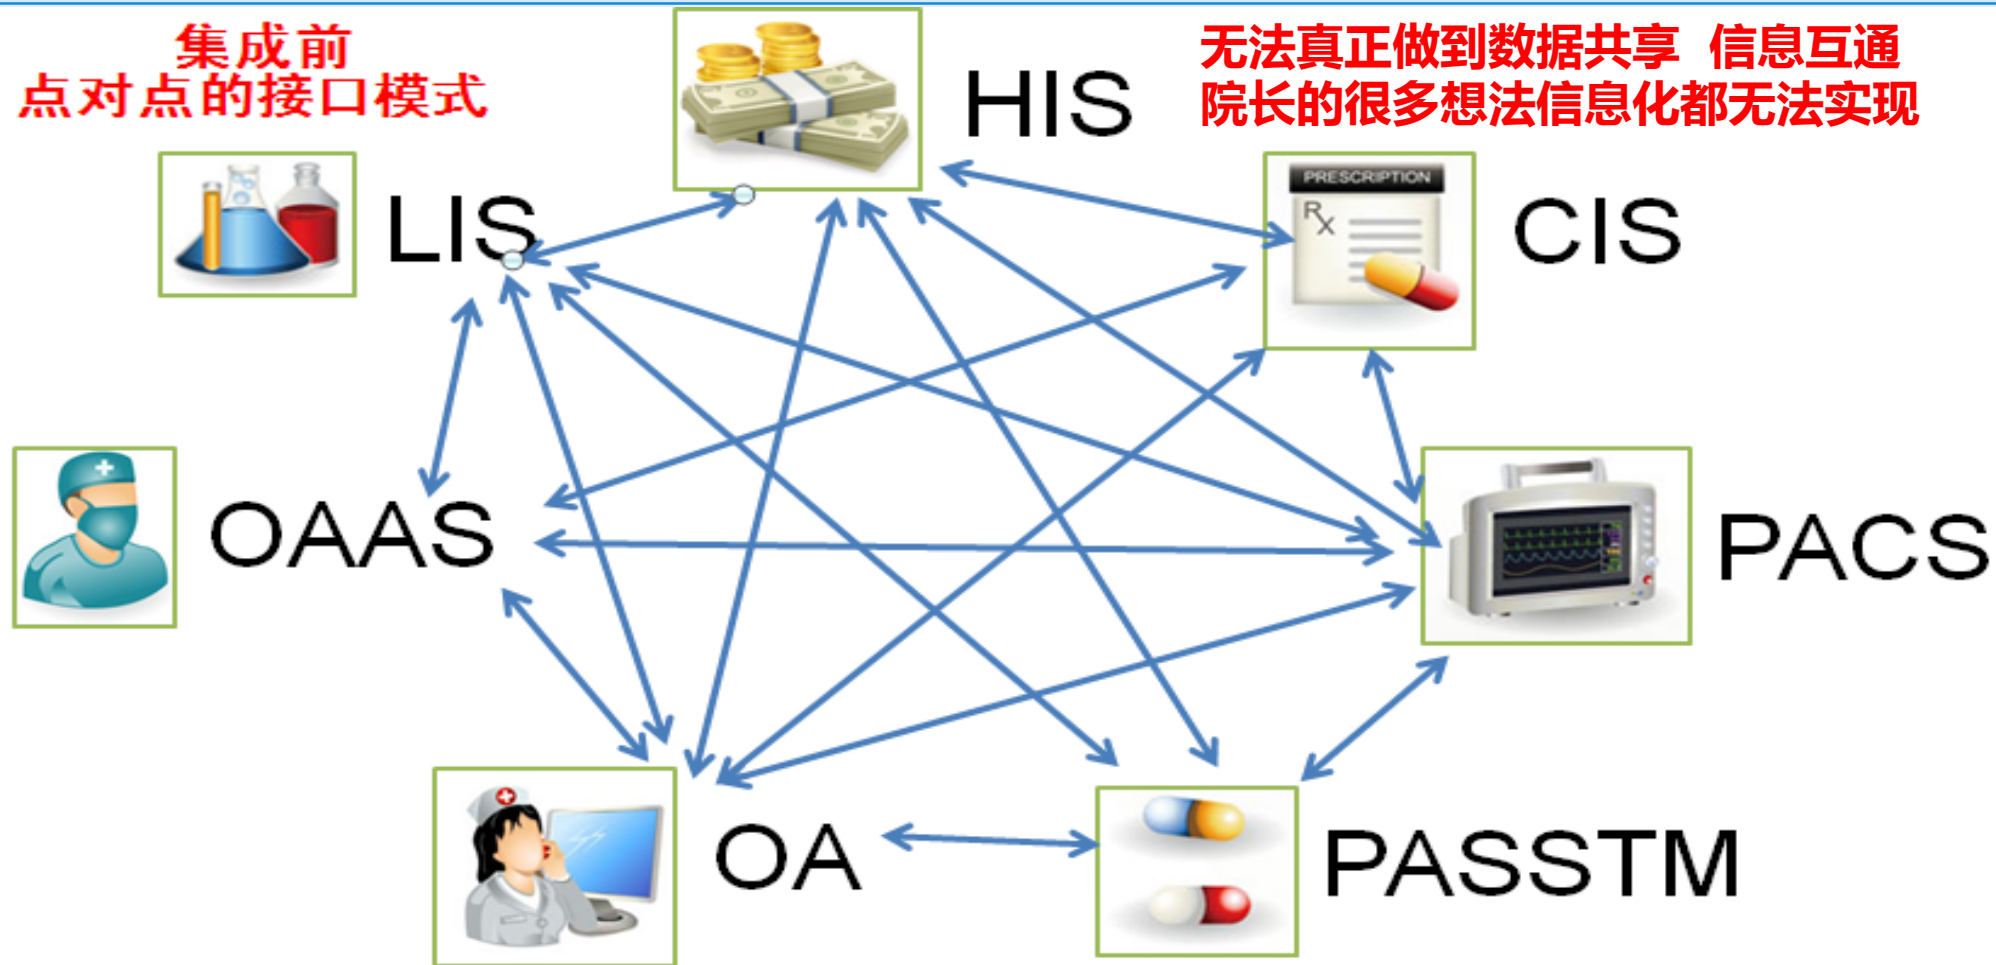 集成前
点对点的接口模式
无法真正做到数据共享 信息互通
院长的很多想法信息化都无法实现
HIS
LIS
PRESCRIPTION
Rx
CIS
OAAS
PACS
OA
PASSTM